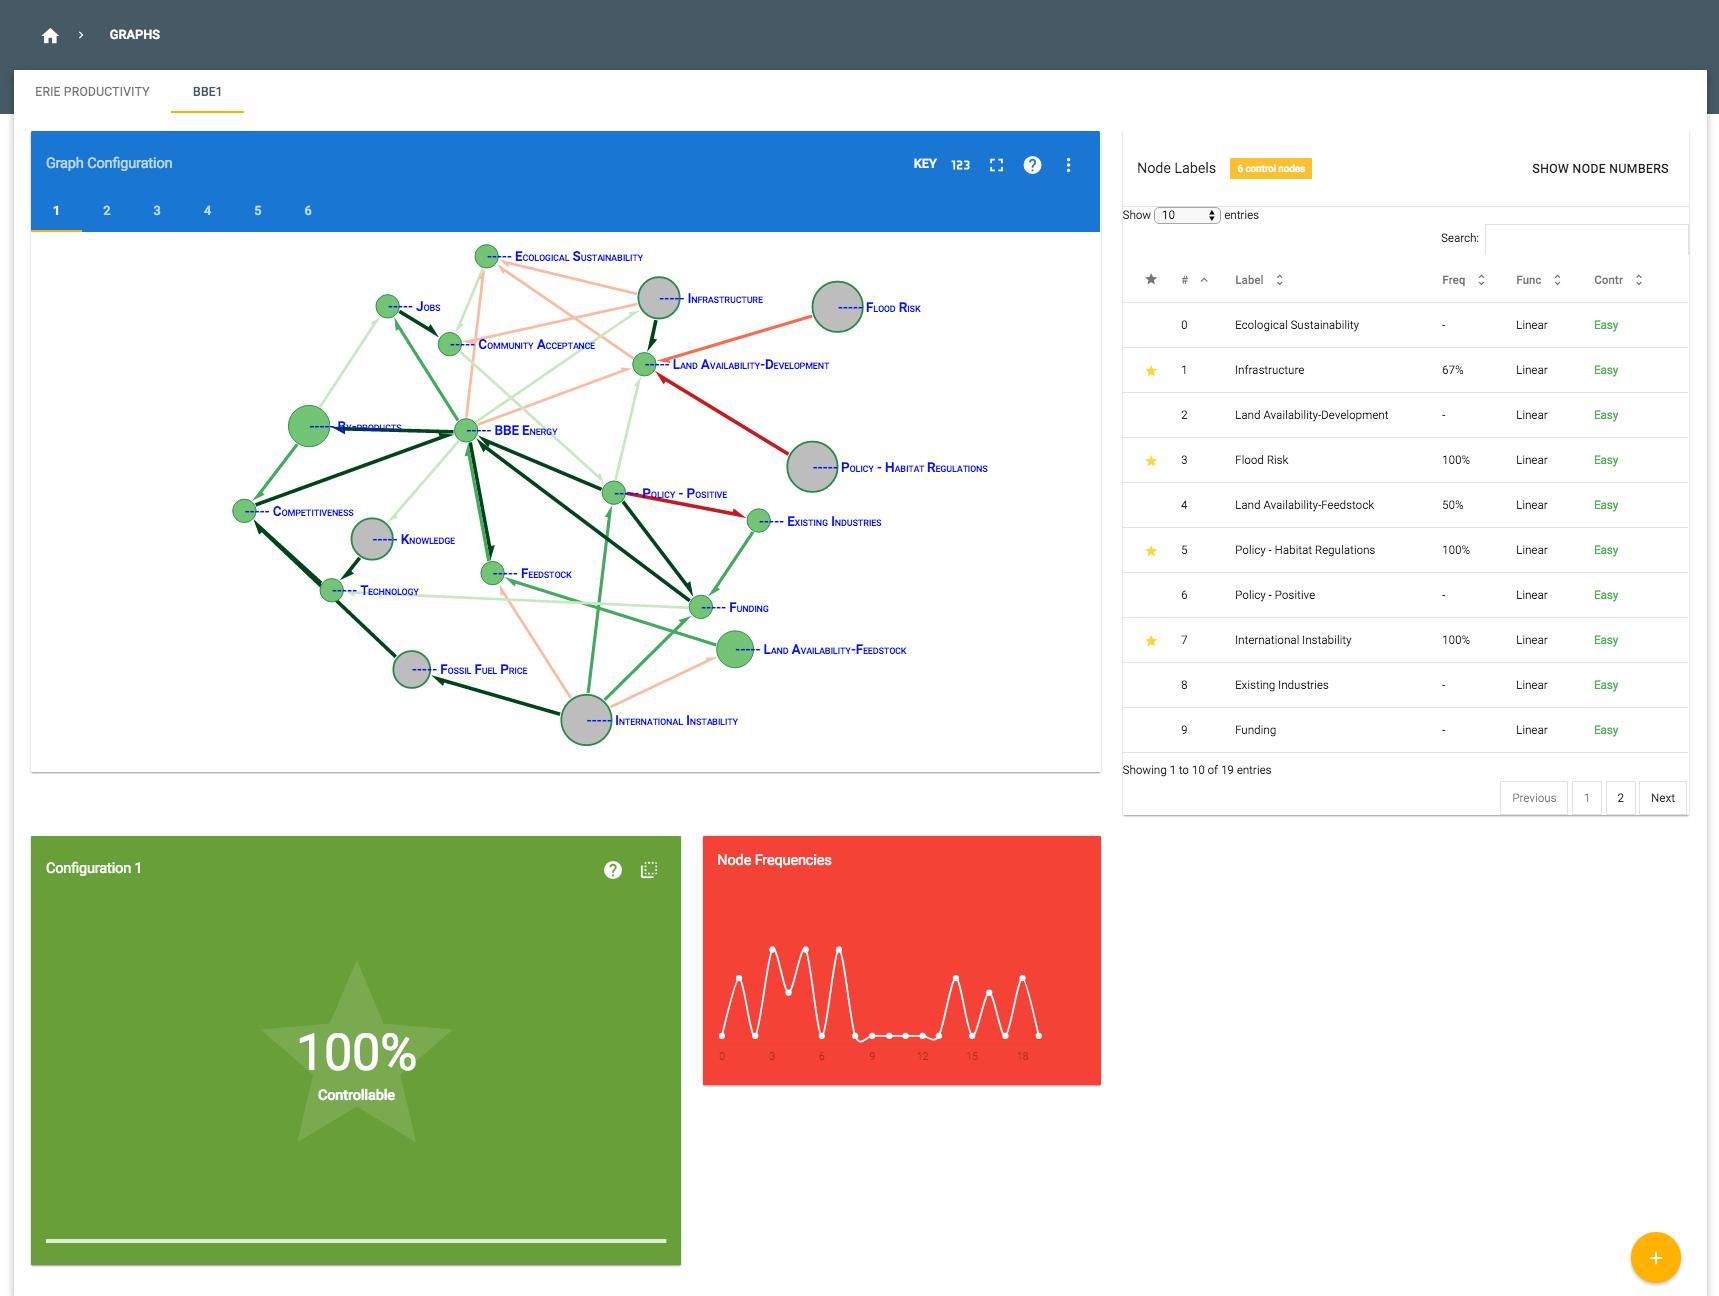 GRAPHS
ERIE PRODUCTIVITY
BBE1
Graph Configuration
KEY
123
1 2 3 4 5 6
----- Ecological Sustainability
----- Infrastructure
----- Flood Risk
----- Jobs
----- Community Acceptance
----- Land Availability-Development
----- By-products
----- BBE Energy
----- Policy - Habitat Regulations
----- Policy - Positive
----- Competitiveness
----- Existing Industries
----- Knowledge
----- Feedstock
----- Technology
----- Funding
----- Land Availability-Feedstock
----- Fossil Fuel Price
----- International Instability
Node Labels
6 control nodes
SHOW NODE NUMBERS
Show 10 entries
Search:
# Label Freq Func Contr
0 Ecological Sustainability - Linear Easy
1 Infrastructure 67% Linear Easy
2 Land Availability-Development - Linear Easy
3 Flood Risk 100% Linear Easy
4 Land Availability-Feedstock 50% Linear Easy
5 Policy - Habitat Regulations 100% Linear Easy
6 Policy - Positive - Linear Easy
7 International Instability 100% Linear Easy
8 Existing Industries - Linear Easy
9 Funding - Linear Easy
Showing 1 to 10 of 19 entries
Previous 1 2 Next
Configuration 1
100%
Controllable
Node Frequencies
0 3 6 9 12 15 18